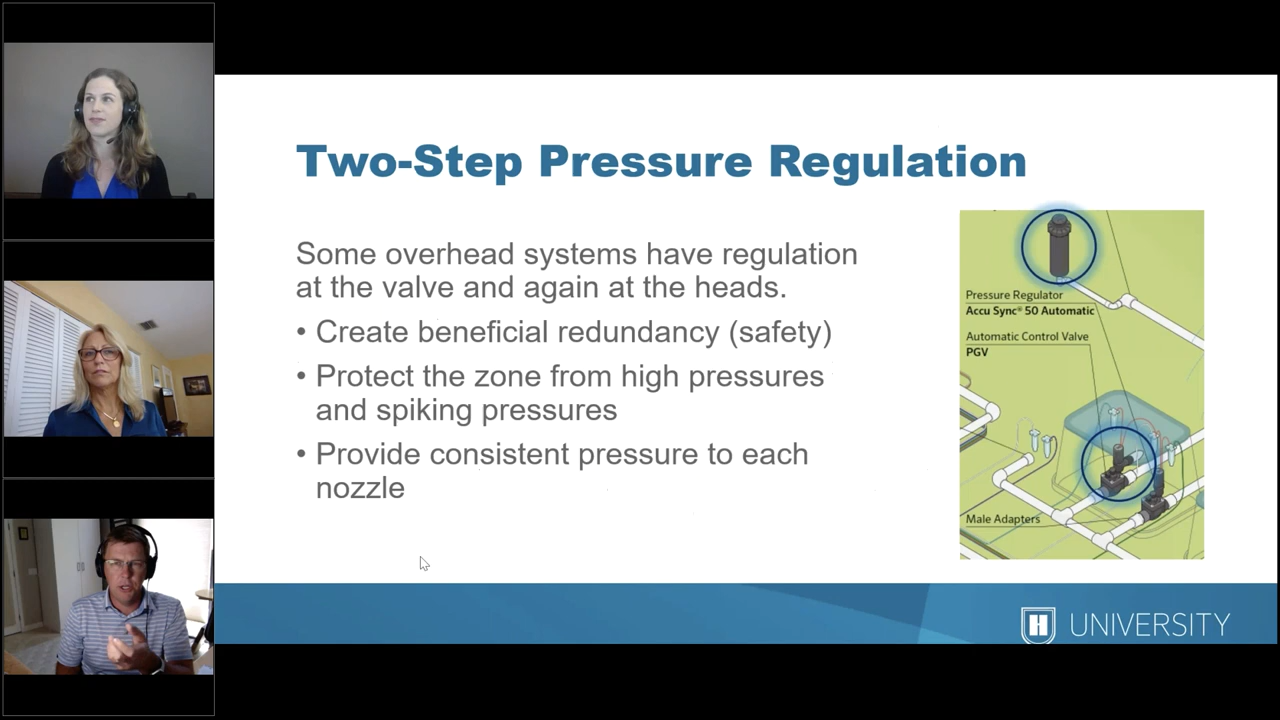 Two-Step Pressure Regulation
Some overhead systems have regulation
at the valve and again at the heads.
• Create beneficial redundancy (safety)
• Protect the zone from high pressures
and spiking pressures
• Provide consistent pressure to each
nozzle
Pressure Regulator
Accu Sync® 50 Automatic
Automatic Control Valve
PGV
Male Adapters
H UNIVERSITY